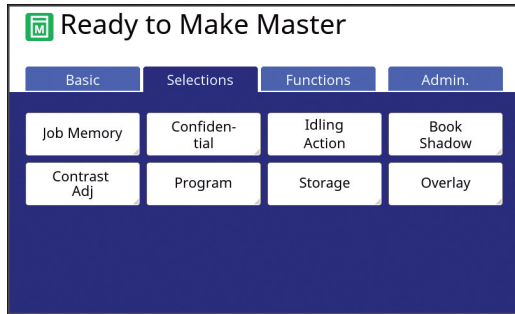 M
Ready to Make Master
Basic
Selections
Functions
Admin.
Job Memory
Confiden-
tial
Idling
Action
Book
Shadow
Contrast
Adj
Program
Storage
Overlay